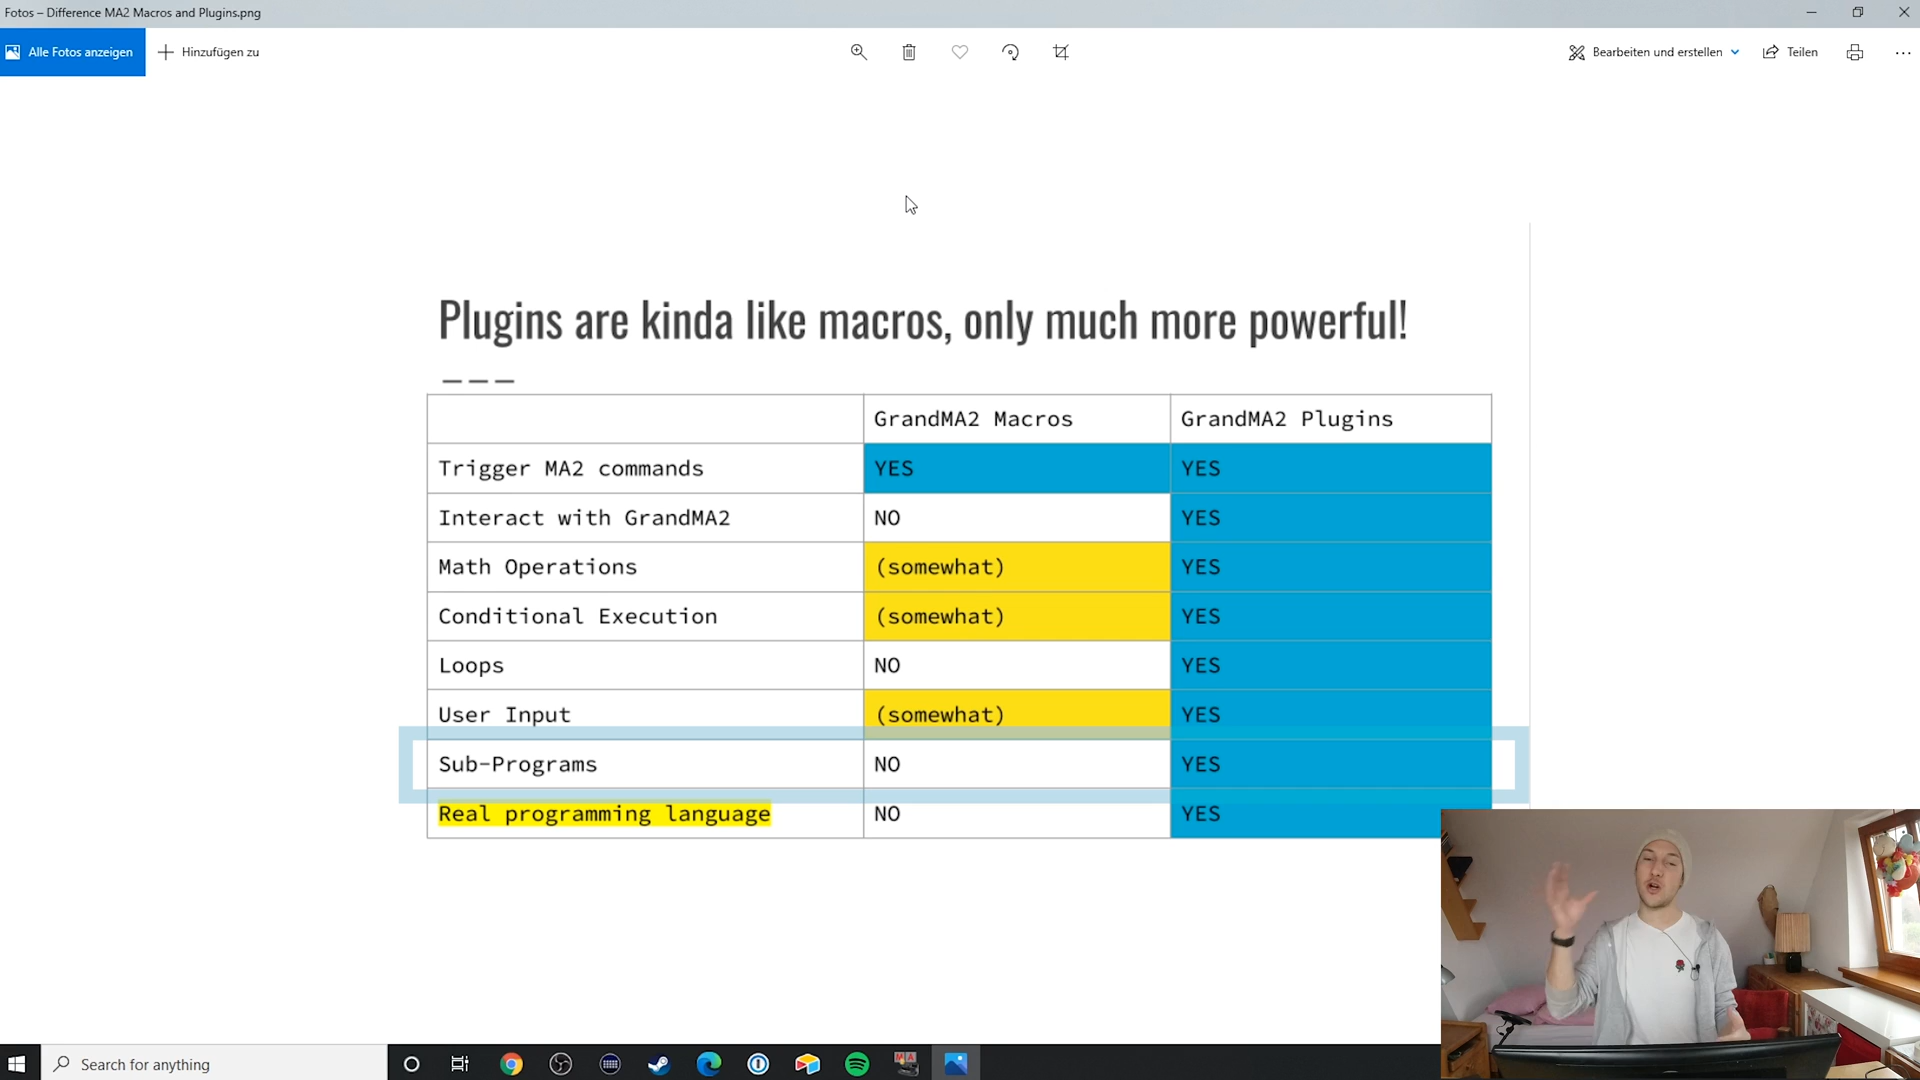 Fotos – Difference MA2 Macros and Plugins.png
Alle Fotos anzeigen Hinzufügen zu Bearbeiten und erstellen Teilen
Plugins are kinda like macros, only much more powerful!
GrandMA2 Macros GrandMA2 Plugins
Trigger MA2 commands YES YES
Interact with GrandMA2 NO YES
Math Operations (somewhat) YES
Conditional Execution (somewhat) YES
Loops NO YES
User Input (somewhat) YES
Sub-Programs NO YES
Real programming language NO YES
Search for anything